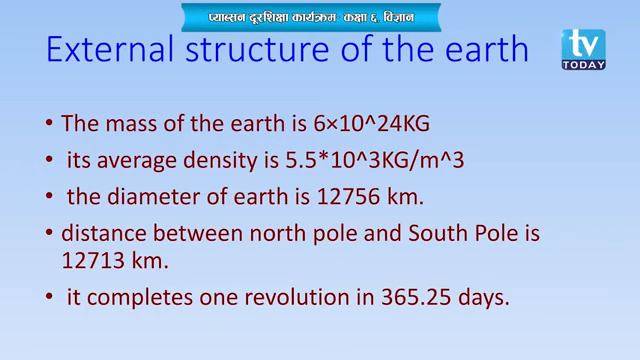 प्याब्सन दूरशिक्षा कार्यक्रमः कक्षा ६, विज्ञान
External structure of the earth
tv
TODAY
• The mass of the earth is 6×10^24KG
• its average density is 5.5*10^3KG/m^3
• the diameter of earth is 12756 km.
• distance between north pole and South Pole is
12713 km.
• it completes one revolution in 365.25 days.